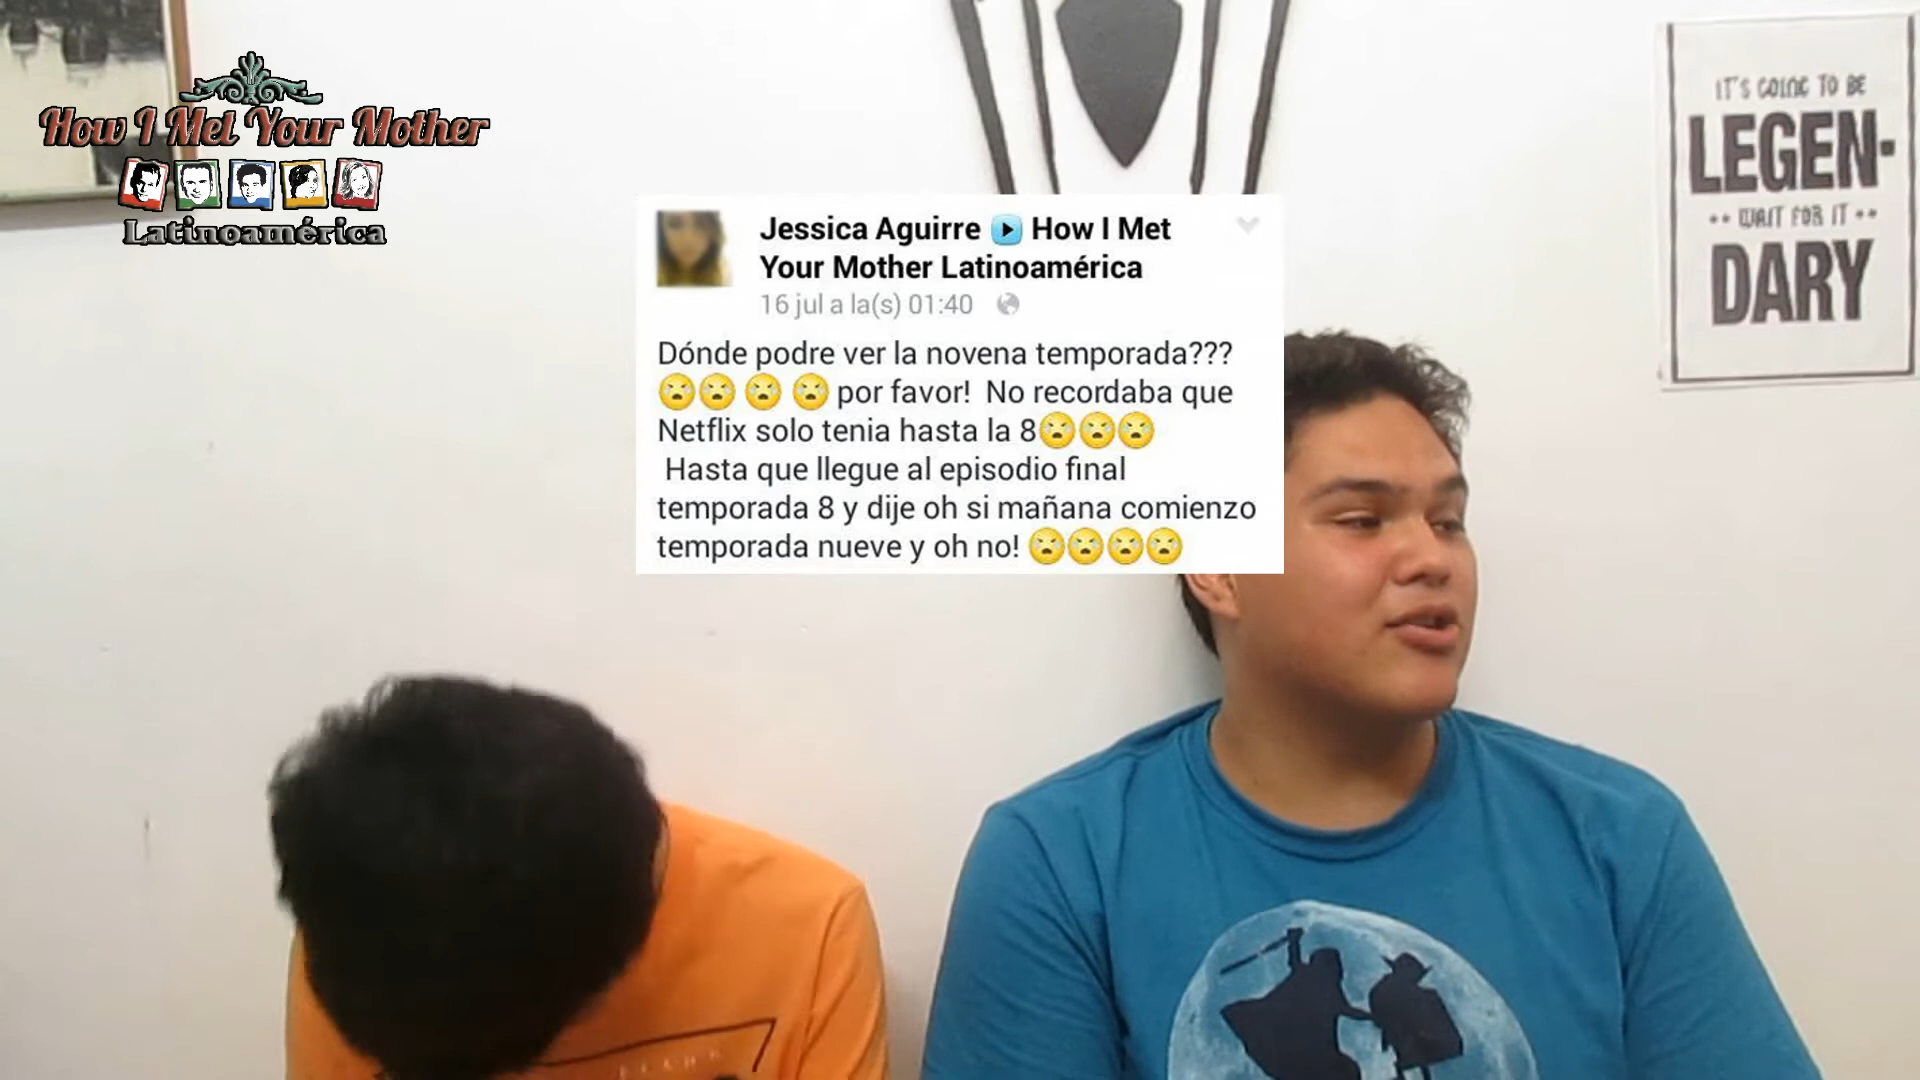 How I Met Your Mother
Latinoamérica
IT'S GOING TO BE
LEGEN-
•• WAIT FOR IT ••
DARY
Jessica Aguirre ▶ How I Met
Your Mother Latinoamérica
16 jul a la(s) 01:40
Dónde podre ver la novena temporada???
😭😭 😭 😭 por favor! No recordaba que
Netflix solo tenia hasta la 8😭😭😭
Hasta que llegue al episodio final
temporada 8 y dije oh si mañana comienzo
temporada nueve y oh no! 😭😭😭😭